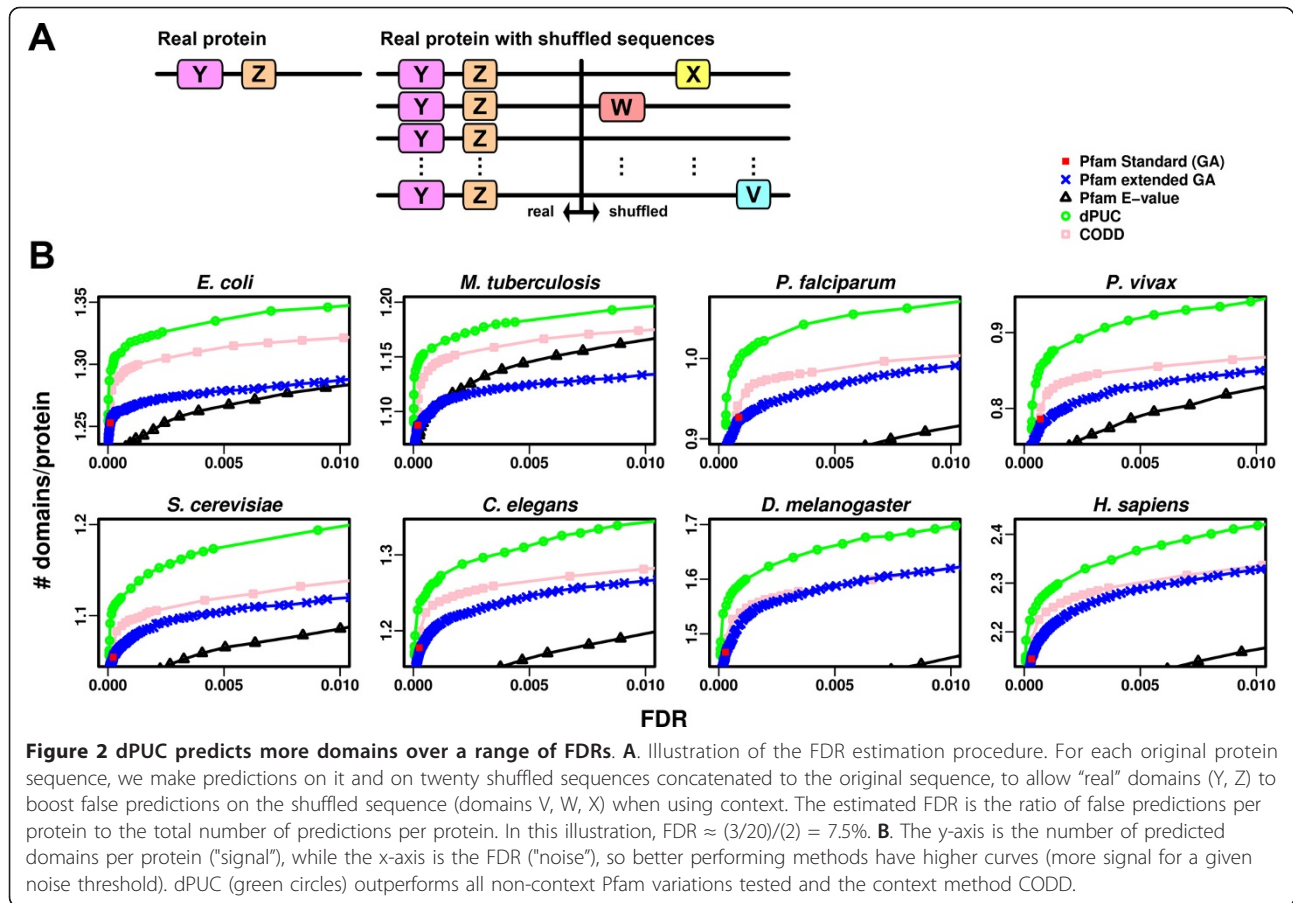 A
Real protein
Real protein with shuffled sequences
Y Z
Y Z X
Y Z W
Y Z
Y Z V
real shuffled
Pfam Standard (GA)
Pfam extended GA
Pfam E-value
dPUC
CODD
B
# domains/protein
E. coli
1.35
1.30
1.25
0.000 0.005 0.010
M. tuberculosis
1.20
1.15
1.10
0.000 0.005 0.010
P. falciparum
1.0
0.9
0.000 0.005 0.010
P. vivax
0.9
0.8
0.000 0.005 0.010
S. cerevisiae
1.2
1.1
0.000 0.005 0.010
C. elegans
1.3
1.2
0.000 0.005 0.010
D. melanogaster
1.7
1.6
1.5
0.000 0.005 0.010
H. sapiens
2.4
2.3
2.2
0.000 0.005 0.010
FDR
Figure 2 dPUC predicts more domains over a range of FDRs. A. Illustration of the FDR estimation procedure. For each original protein
sequence, we make predictions on it and on twenty shuffled sequences concatenated to the original sequence, to allow “real” domains (Y, Z) to
boost false predictions on the shuffled sequence (domains V, W, X) when using context. The estimated FDR is the ratio of false predictions per
protein to the total number of predictions per protein. In this illustration, FDR ≈ (3/20)/(2) = 7.5%. B. The y-axis is the number of predicted
domains per protein ("signal"), while the x-axis is the FDR ("noise"), so better performing methods have higher curves (more signal for a given
noise threshold). dPUC (green circles) outperforms all non-context Pfam variations tested and the context method CODD.